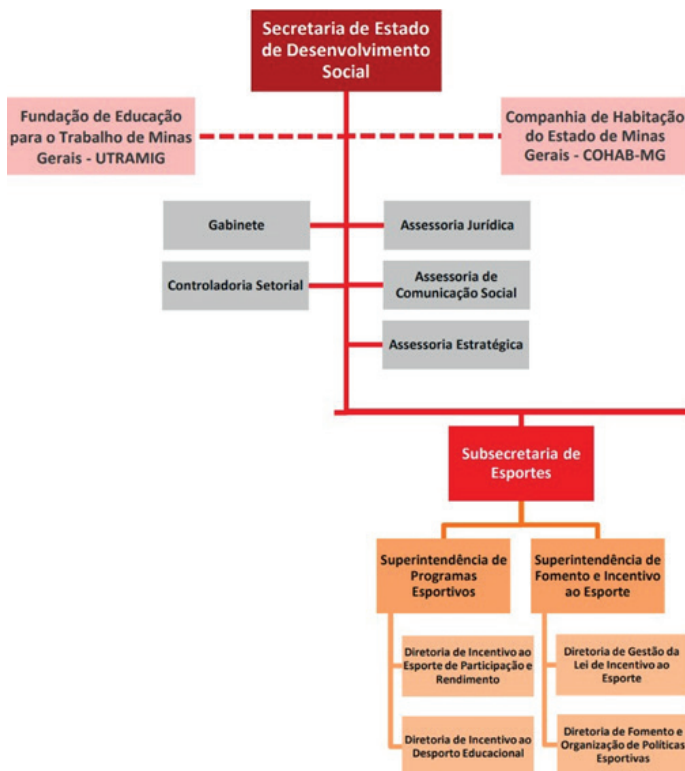 Secretaria de Estado
de Desenvolvimento
Social
Fundação de Educação
para o Trabalho de Minas
Gerais - UTRAMIG
Companhia de Habitação
do Estado de Minas
Gerais - COHAB-MG
Gabinete
Assessoria Jurídica
Controladoria Setorial
Assessoria de
Comunicação Social
Assessoria Estratégica
Subsecretaria de
Esportes
Superintendência de
Programas
Esportivos
Superintendência de
Fomento e Incentivo
ao Esporte
Diretoria de Incentivo ao
Esporte de Participação e
Rendimento
Diretoria de Gestão da
Lei de Incentivo ao
Esporte
Diretoria de Incentivo ao
Desporto Educacional
Diretoria de Fomento e
Organização de Políticas
Esportivas